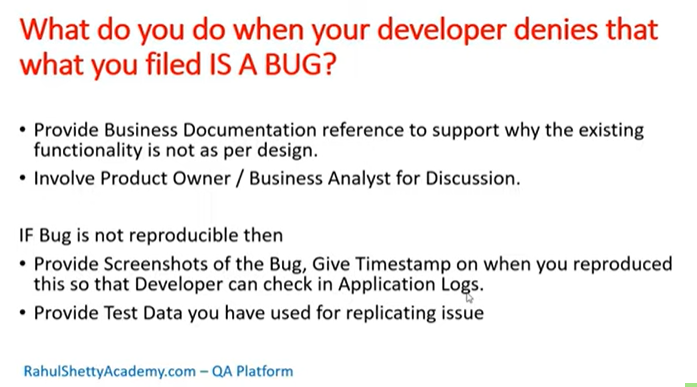 What do you do when your developer denies that
what you filed IS A BUG?
• Provide Business Documentation reference to support why the existing
functionality is not as per design.
• Involve Product Owner / Business Analyst for Discussion.
IF Bug is not reproducible then
• Provide Screenshots of the Bug, Give Timestamp on when you reproduced
this so that Developer can check in Application Logs.
• Provide Test Data you have used for replicating issue
RahulShettyAcademy.com – QA Platform